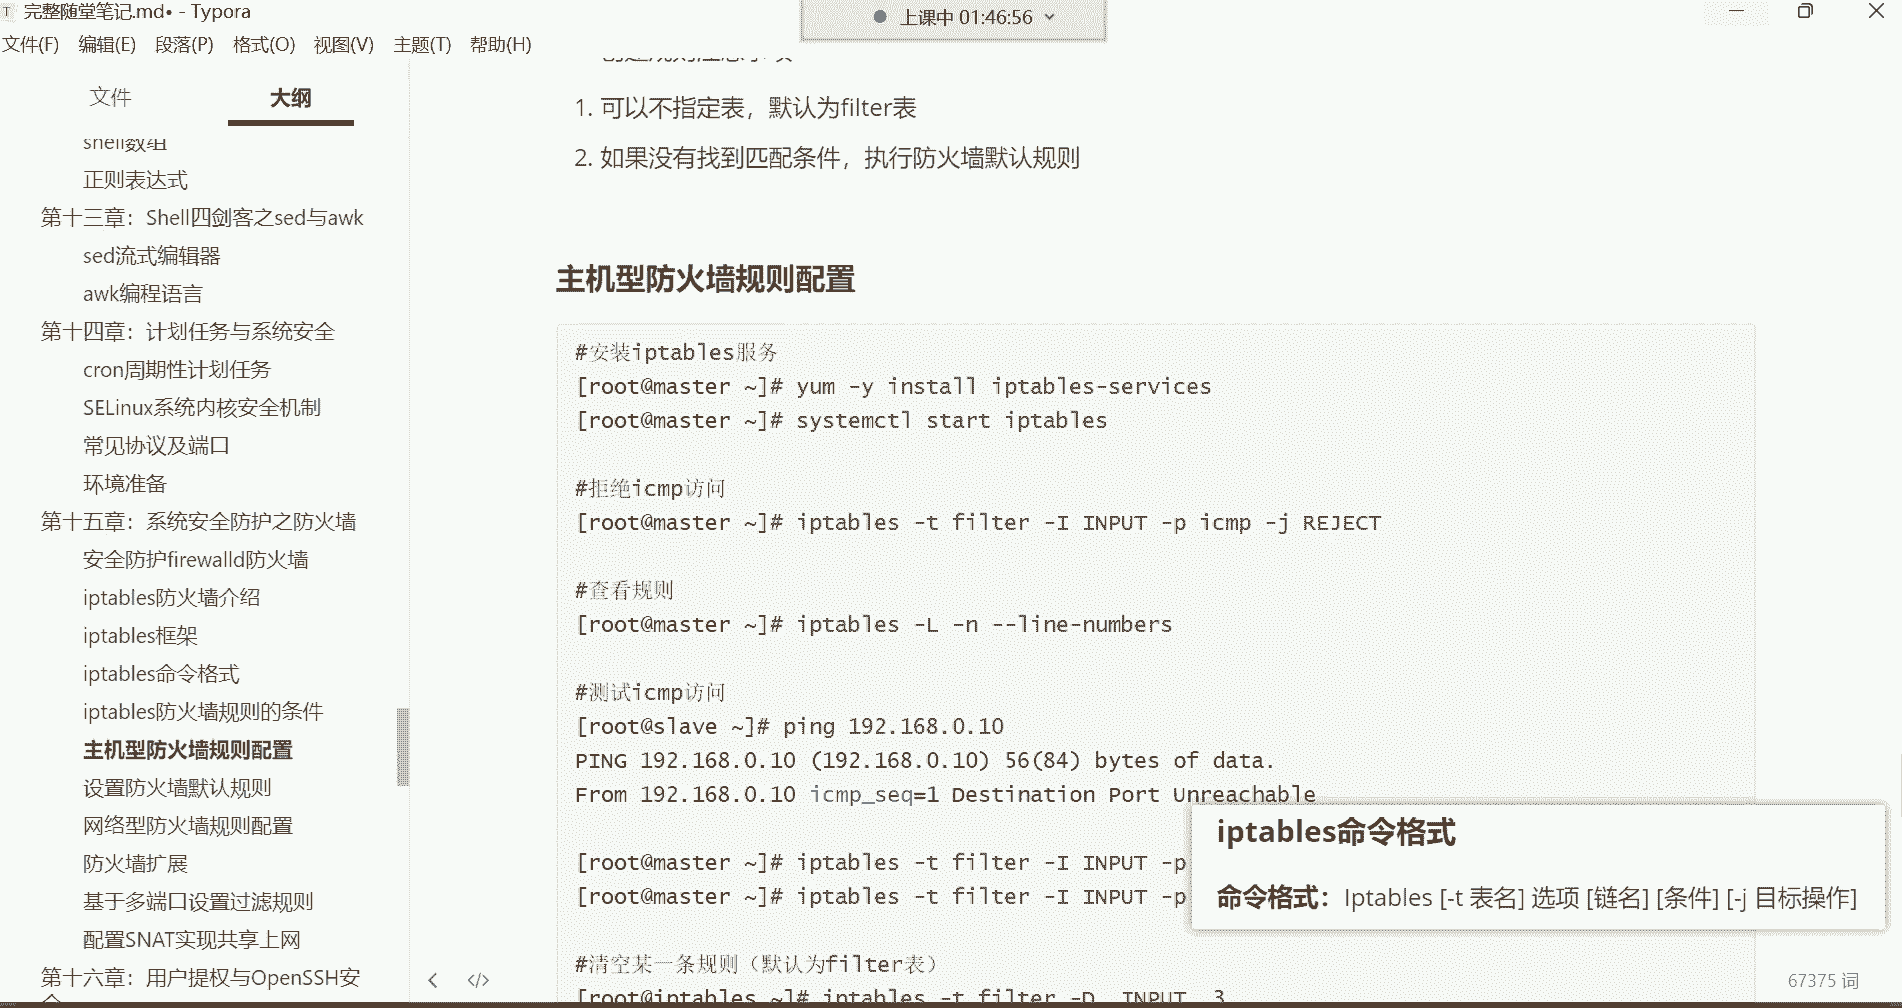 完整随堂笔记.md• - Typora
上课中 01:46:56
文件(F) 编辑(E) 段落(P) 格式(O) 视图(V) 主题(T) 帮助(H)
文件 大纲
shell数组
正则表达式
第十三章：Shell四剑客之sed与awk
sed流式编辑器
awk编程语言
第十四章：计划任务与系统安全
cron周期性计划任务
SELinux系统内核安全机制
常见协议及端口
环境准备
第十五章：系统安全防护之防火墙
安全防护firewalld防火墙
iptables防火墙介绍
iptables框架
iptables命令格式
iptables防火墙规则的条件
主机型防火墙规则配置
设置防火墙默认规则
网络型防火墙规则配置
防火墙扩展
基于多端口设置过滤规则
配置SNAT实现共享上网
第十六章：用户提权与OpenSSH安
1. 可以不指定表，默认为filter表
2. 如果没有找到匹配条件，执行防火墙默认规则
主机型防火墙规则配置
#安装iptables服务
[root@master ~]# yum -y install iptables-services
[root@master ~]# systemctl start iptables
#拒绝icmp访问
[root@master ~]# iptables -t filter -I INPUT -p icmp -j REJECT
#查看规则
[root@master ~]# iptables -L -n --line-numbers
#测试icmp访问
[root@slave ~]# ping 192.168.0.10
PING 192.168.0.10 (192.168.0.10) 56(84) bytes of data.
From 192.168.0.10 icmp_seq=1 Destination Port Unreachable
[root@master ~]# iptables -t filter -I INPUT -p
[root@master ~]# iptables -t filter -I INPUT -p
#清空某一条规则（默认为filter表）
[root@iptables ~]# iptables -t filter -D INPUT 3
iptables命令格式
命令格式：Iptables [-t 表名] 选项 [链名] [条件] [-j 目标操作]
67375 词